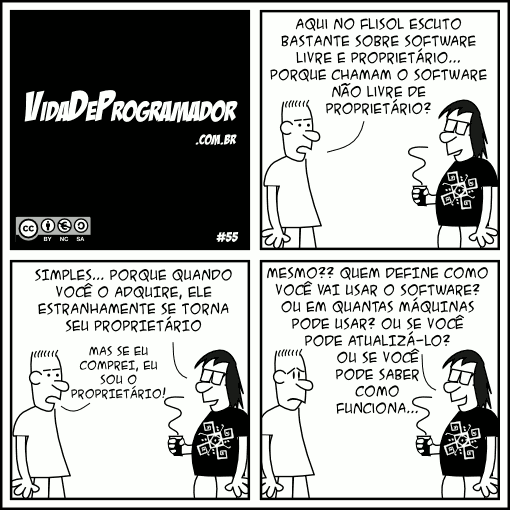 VIDADEPROGRAMADOR
.COM.BR
CC BY NC SA
#55
AQUI NO FLISOL ESCUTO
BASTANTE SOBRE SOFTWARE
LIVRE E PROPRIETÁRIO...
PORQUE CHAMAM O SOFTWARE
NÃO LIVRE DE
PROPRIETÁRIO?
SIMPLES... PORQUE QUANDO
VOCÊ O ADQUIRE, ELE
ESTRANHAMENTE SE TORNA
SEU PROPRIETÁRIO
MAS SE EU
COMPREI, EU
SOU O
PROPRIETÁRIO!
MESMO?? QUEM DEFINE COMO
VOCÊ VAI USAR O SOFTWARE?
OU EM QUANTAS MÁQUINAS
PODE USAR? OU SE VOCÊ
PODE ATUALIZÁ-LO?
OU SE VOCÊ
PODE SABER
COMO
FUNCIONA...